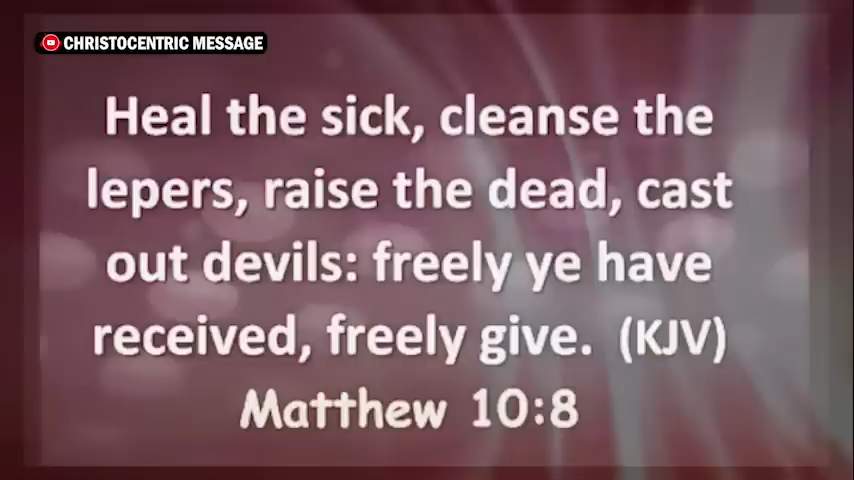 CHRISTOCENTRIC MESSAGE
Heal the sick, cleanse the
lepers, raise the dead, cast
out devils: freely ye have
received, freely give. (KJV)
Matthew 10:8